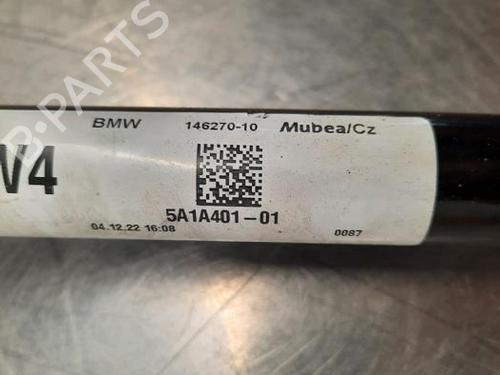 BMW 146270-10 Mubea/Cz
V4
5A1A401-01
04.12.22 16:08 0087
B-PARTS